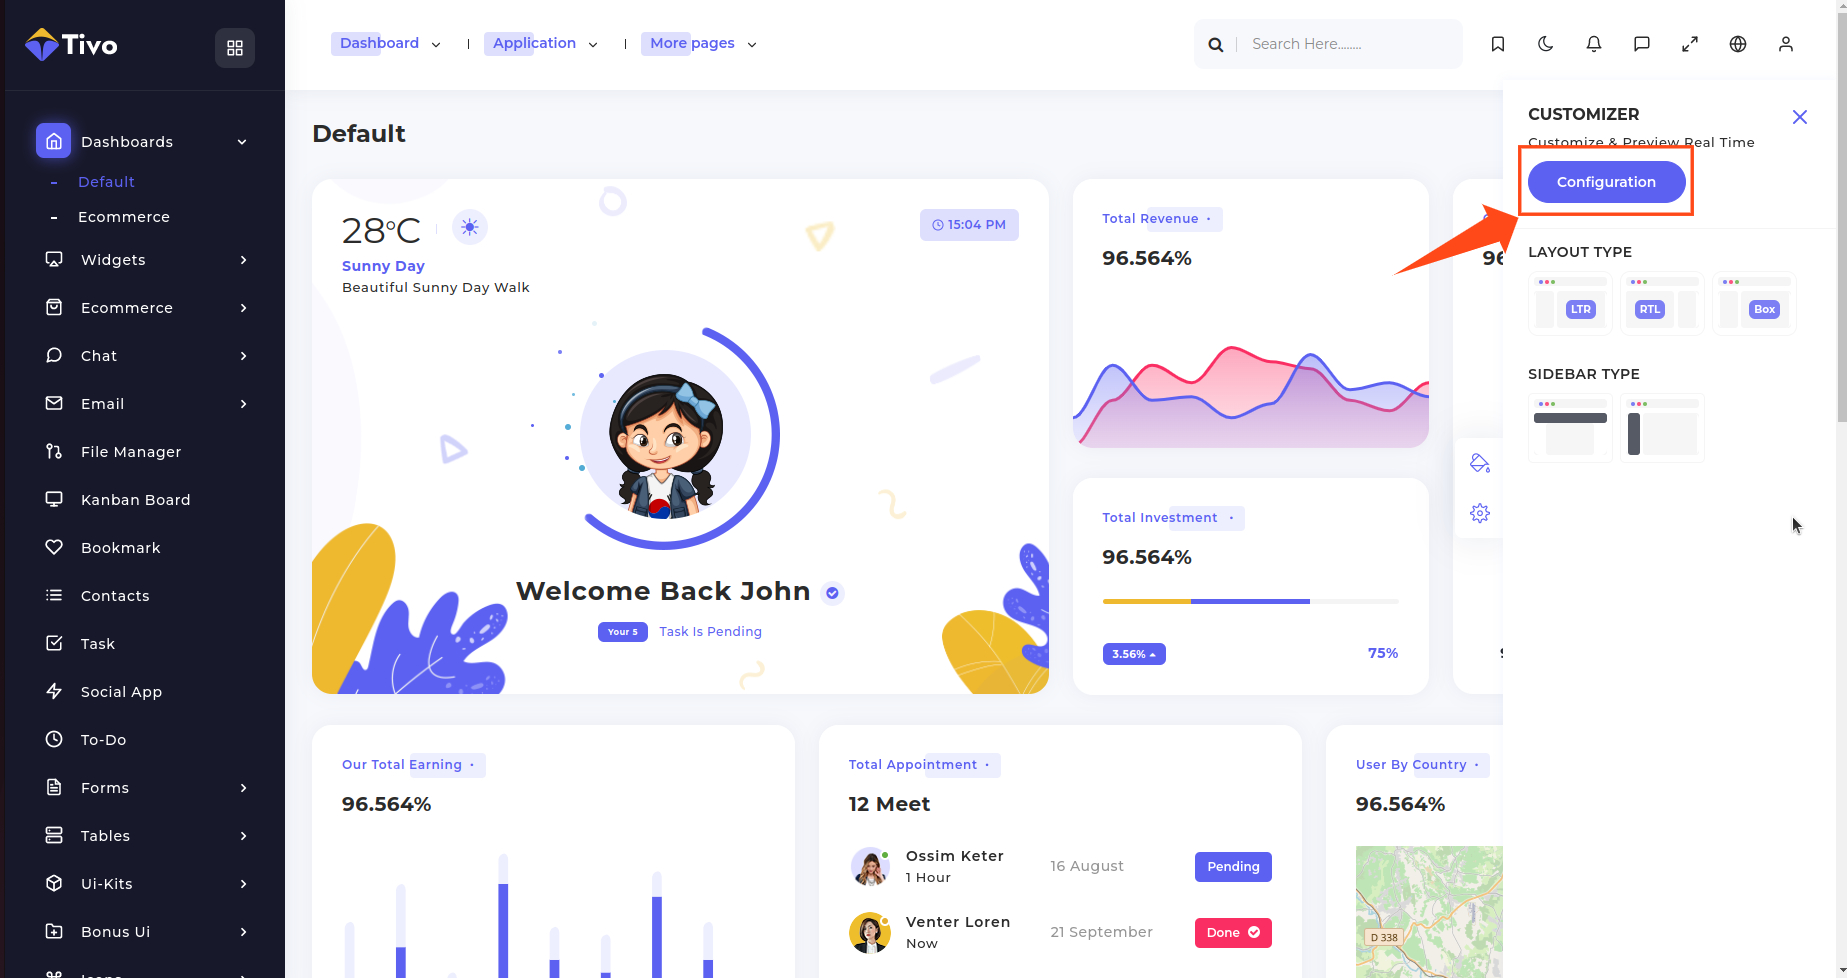 Tivo
Dashboard
Application
More pages
Search Here........
Dashboards
Default
Ecommerce
Widgets
Ecommerce
Chat
Email
File Manager
Kanban Board
Bookmark
Contacts
Task
Social App
To-Do
Forms
Tables
Ui-Kits
Bonus Ui
Default
28°C
15:04 PM
Sunny Day
Beautiful Sunny Day Walk
Welcome Back John
Your 5 Task Is Pending
Total Revenue
96.564%
Total Investment
96.564%
3.56%
75%
CUSTOMIZER
Customize & Preview Real Time
Configuration
LAYOUT TYPE
LTR
RTL
Box
SIDEBAR TYPE
Our Total Earning
96.564%
Total Appointment
12 Meet
Ossim Keter
1 Hour
16 August
Pending
Venter Loren
Now
21 September
Done
User By Country
96.564%
D 338